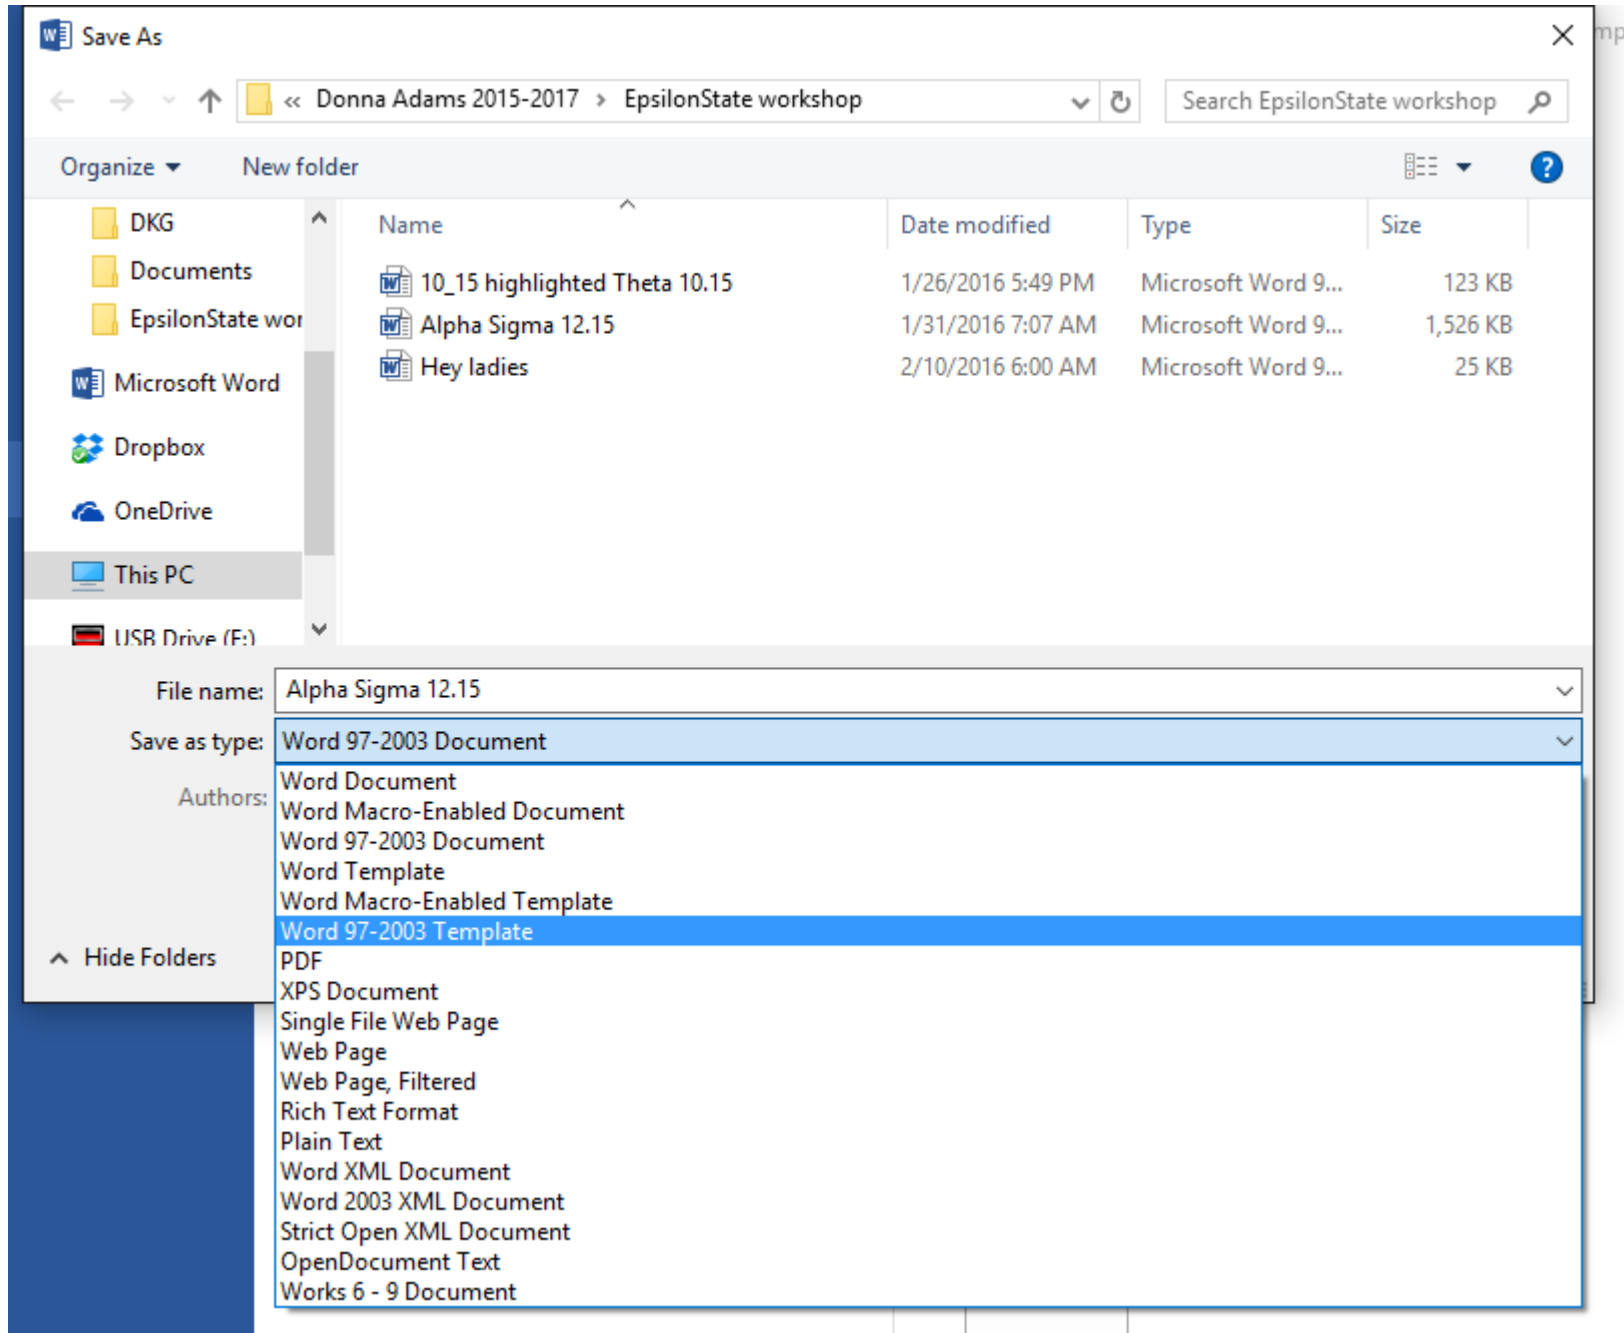 Save As
mp
« Donna Adams 2015-2017 > EpsilonState workshop
Search EpsilonState workshop
Organize
New folder
?
DKG
Documents
EpsilonState wor
Microsoft Word
Dropbox
OneDrive
This PC
USB Drive (F:)
Name Date modified Type Size
10_15 highlighted Theta 10.15 1/26/2016 5:49 PM Microsoft Word 9... 123 KB
Alpha Sigma 12.15 1/31/2016 7:07 AM Microsoft Word 9... 1,526 KB
Hey ladies 2/10/2016 6:00 AM Microsoft Word 9... 25 KB
File name: Alpha Sigma 12.15
Save as type: Word 97-2003 Document
Authors:
Word Document
Word Macro-Enabled Document
Word 97-2003 Document
Word Template
Word Macro-Enabled Template
Word 97-2003 Template
PDF
XPS Document
Single File Web Page
Web Page
Web Page, Filtered
Rich Text Format
Plain Text
Word XML Document
Word 2003 XML Document
Strict Open XML Document
OpenDocument Text
Works 6 - 9 Document
Hide Folders